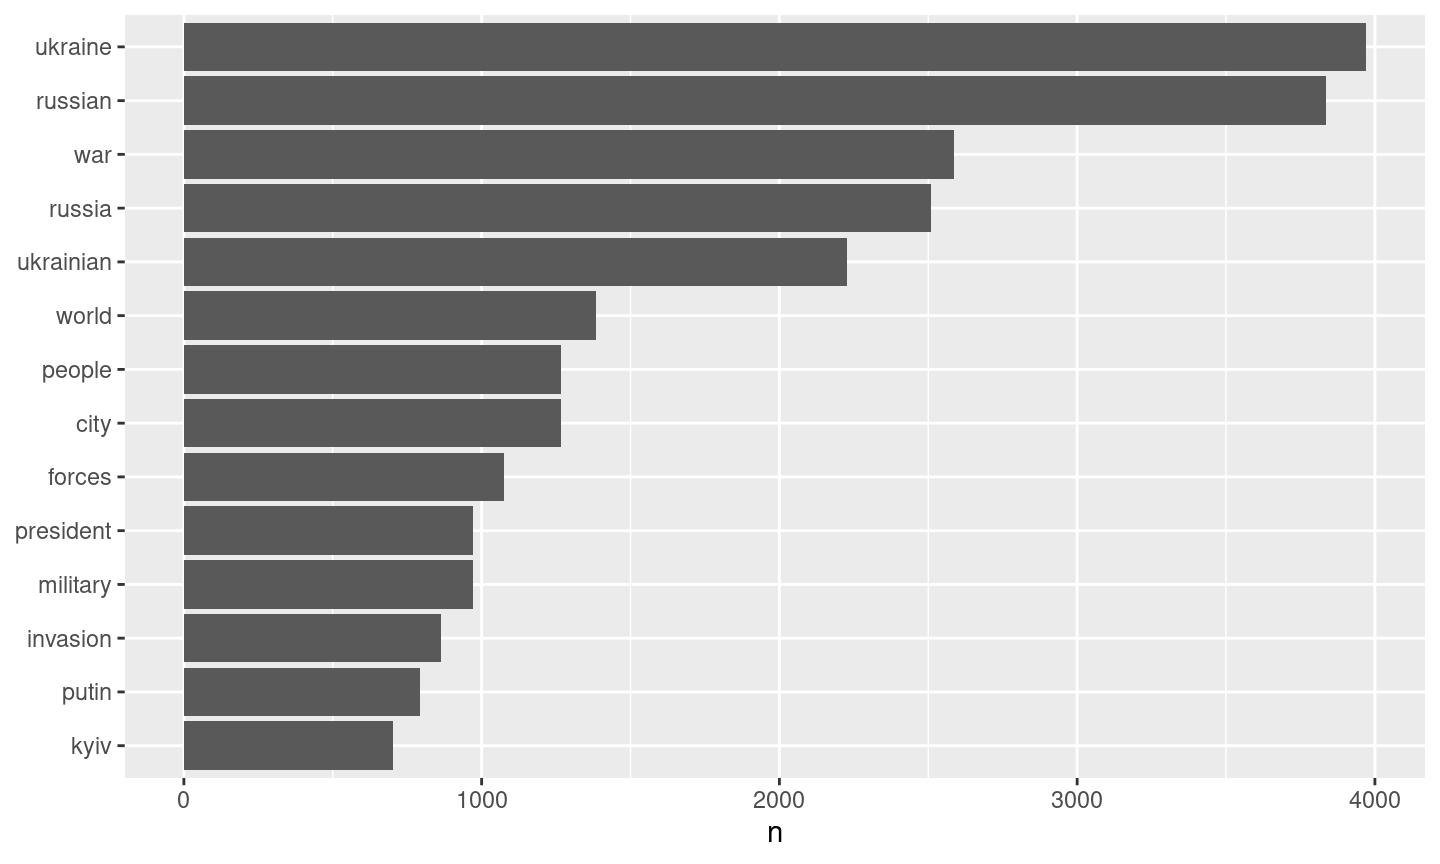 ukraine
russian
war
russia
ukrainian
world
people
city
forces
president
military
invasion
putin
kyiv
0 1000 2000 3000 4000
n